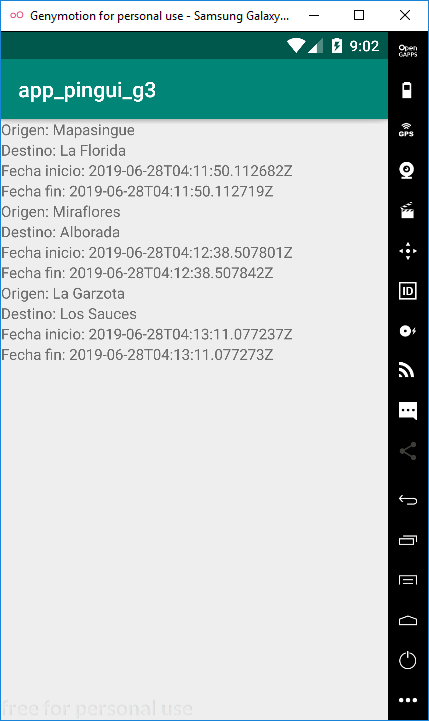 Genymotion for personal use - Samsung Galaxy...
9:02
Open
GAPPS
app_pingui_g3
GPS
Origen: Mapasingue
Destino: La Florida
Fecha inicio: 2019-06-28T04:11:50.112682Z
Fecha fin: 2019-06-28T04:11:50.112719Z
Origen: Miraflores
Destino: Alborada
Fecha inicio: 2019-06-28T04:12:38.507801Z
Fecha fin: 2019-06-28T04:12:38.507842Z
Origen: La Garzota
Destino: Los Sauces
Fecha inicio: 2019-06-28T04:13:11.077237Z
Fecha fin: 2019-06-28T04:13:11.077273Z
ID
free for personal use